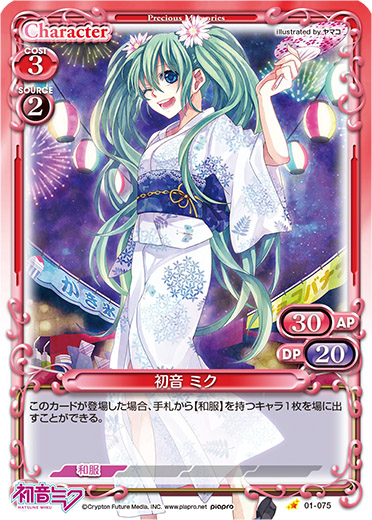 Precious Memories
Character
illustrated by ヤマコ
COST
3
SOURCE
2
かき氷
バナナ
30 AP
DP 20
初音 ミク
このカードが登場した場合、手札から【和服】を持つキャラ１枚を場に出
すことができる。
和服
初音ミク
HATSUNE MIKU
©Crypton Future Media, INC. www.piapro.net piapro
01-075